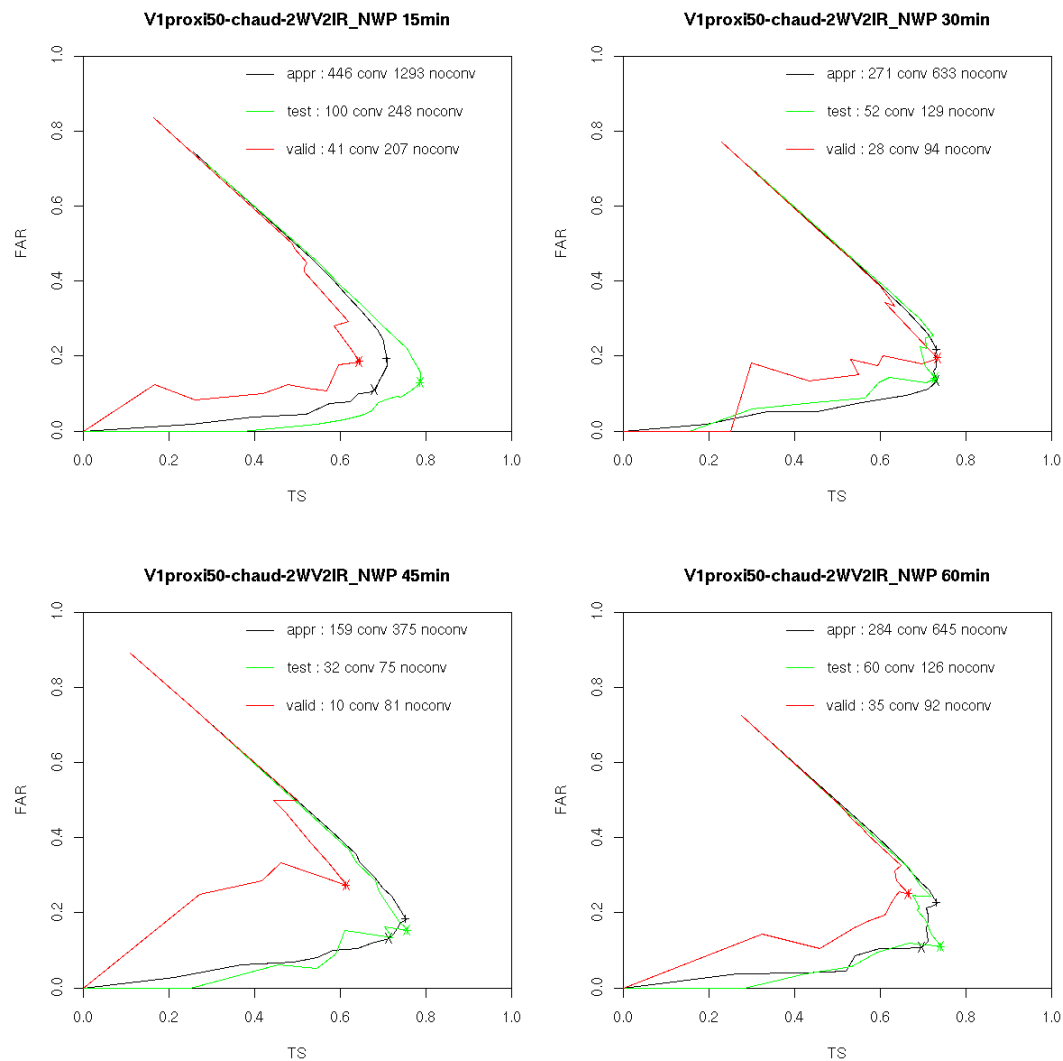 V1proxi50-chaud-2WV2IR_NWP 15min
appr : 446 conv 1293 noconv
test : 100 conv 248 noconv
valid : 41 conv 207 noconv
FAR
0.0 0.2 0.4 0.6 0.8 1.0
0.0 0.2 0.4 0.6 0.8 1.0
TS
V1proxi50-chaud-2WV2IR_NWP 30min
appr : 271 conv 633 noconv
test : 52 conv 129 noconv
valid : 28 conv 94 noconv
FAR
0.0 0.2 0.4 0.6 0.8 1.0
0.0 0.2 0.4 0.6 0.8 1.0
TS
V1proxi50-chaud-2WV2IR_NWP 45min
appr : 159 conv 375 noconv
test : 32 conv 75 noconv
valid : 10 conv 81 noconv
FAR
0.0 0.2 0.4 0.6 0.8 1.0
0.0 0.2 0.4 0.6 0.8 1.0
TS
V1proxi50-chaud-2WV2IR_NWP 60min
appr : 284 conv 645 noconv
test : 60 conv 126 noconv
valid : 35 conv 92 noconv
FAR
0.0 0.2 0.4 0.6 0.8 1.0
0.0 0.2 0.4 0.6 0.8 1.0
TS